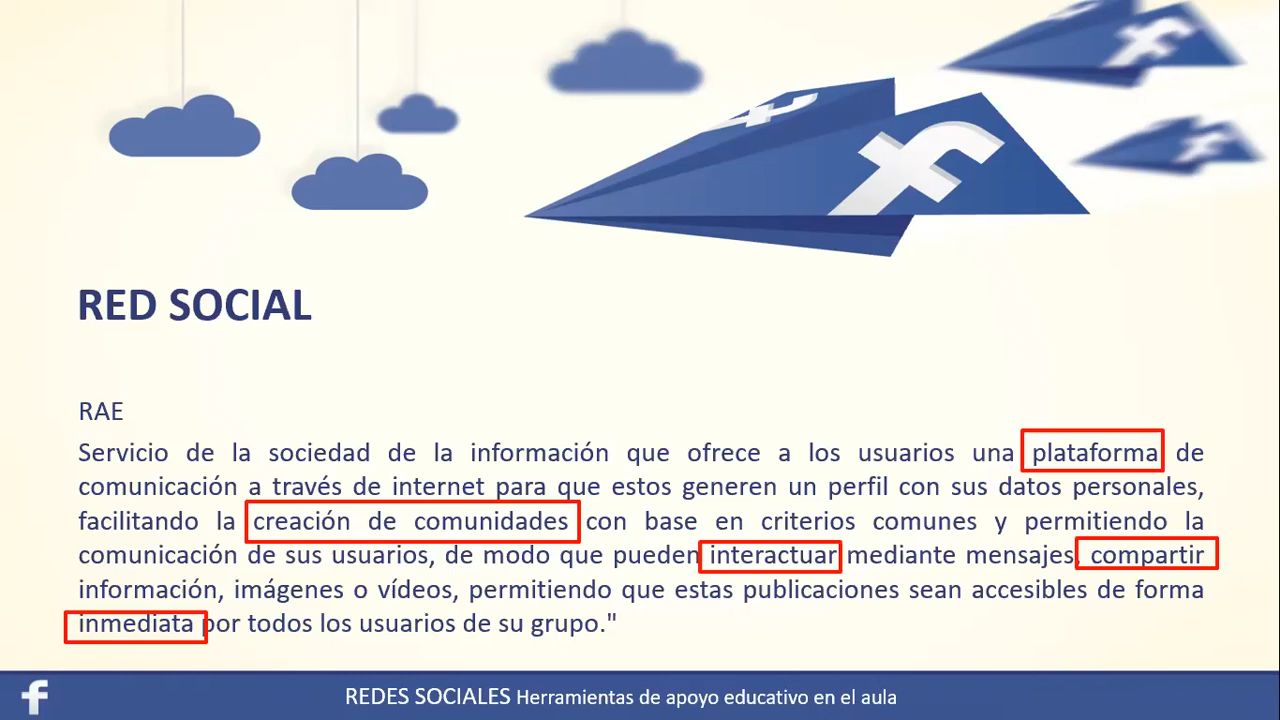 RED SOCIAL
RAE
Servicio de la sociedad de la información que ofrece a los usuarios una plataforma de
comunicación a través de internet para que estos generen un perfil con sus datos personales,
facilitando la creación de comunidades con base en criterios comunes y permitiendo la
comunicación de sus usuarios, de modo que pueden interactuar mediante mensajes, compartir
información, imágenes o vídeos, permitiendo que estas publicaciones sean accesibles de forma
inmediata por todos los usuarios de su grupo."
REDES SOCIALES Herramientas de apoyo educativo en el aula